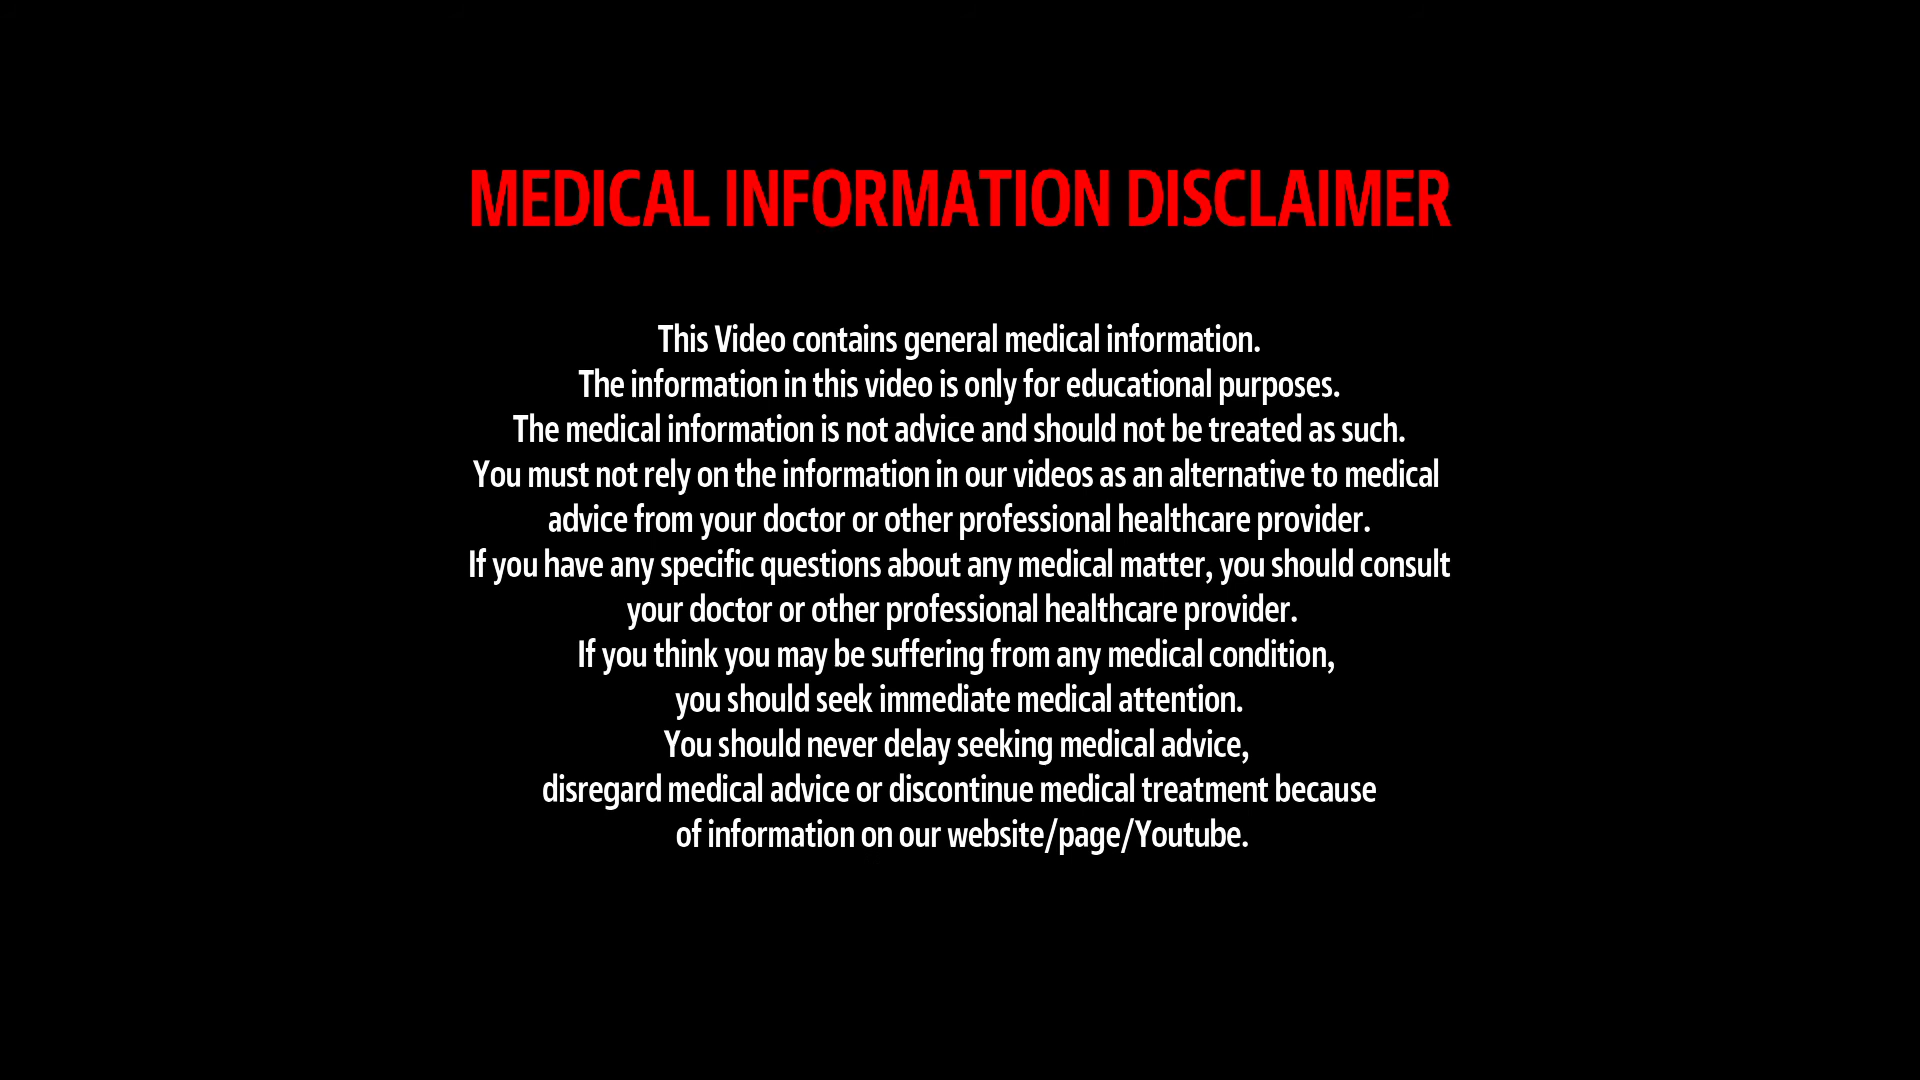 MEDICAL INFORMATION DISCLAIMER
This Video contains general medical information.
The information in this video is only for educational purposes.
The medical information is not advice and should not be treated as such.
You must not rely on the information in our videos as an alternative to medical
advice from your doctor or other professional healthcare provider.
If you have any specific questions about any medical matter, you should consult
your doctor or other professional healthcare provider.
If you think you may be suffering from any medical condition,
you should seek immediate medical attention.
You should never delay seeking medical advice,
disregard medical advice or discontinue medical treatment because
of information on our website/page/Youtube.